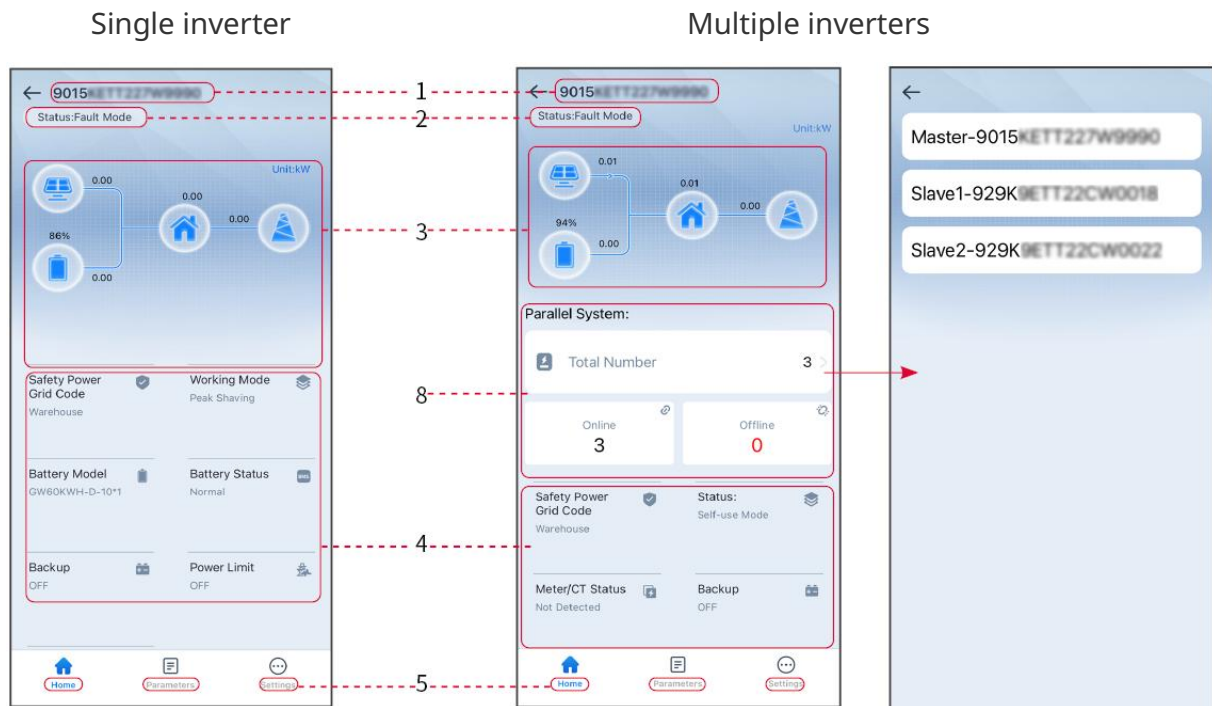 Single inverter
Multiple inverters
← 9015
Status:Fault Mode
Unit:kW
0.00
0.00
0.00
86%
0.00
Safety Power
Grid Code
Warehouse
Working Mode
Peak Shaving
Battery Model
GW60KWH-D-10*1
Battery Status
Normal
Backup
OFF
Power Limit
OFF
Home
Parameters
Settings
1
2
3
8
4
5
← 9015
Status:Fault Mode
Unit:kW
0.01
0.01
0.00
94%
0.00
Parallel System:
Total Number 3 >
Online
3
Offline
0
Safety Power
Grid Code
Warehouse
Status:
Self-use Mode
Meter/CT Status
Not Detected
Backup
OFF
Home
Parameters
Settings
←
Master-9015
Slave1-929K
Slave2-929K